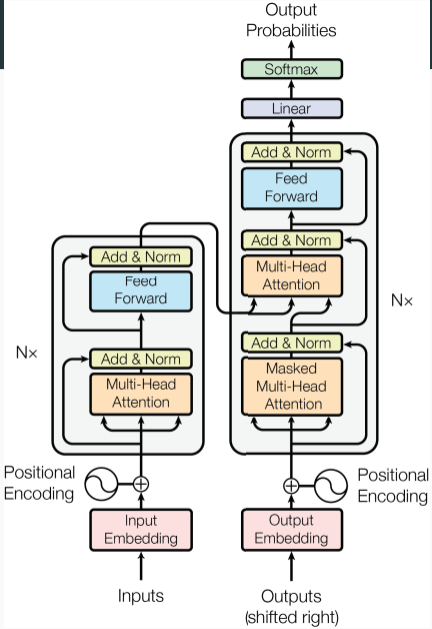 Output
Probabilities
Softmax
Linear
Add & Norm
Feed
Forward
Add & Norm
Multi-Head
Attention
Add & Norm
Masked
Multi-Head
Attention
Nx
Positional
Encoding
Output
Embedding
Outputs
(shifted right)
Add & Norm
Feed
Forward
Add & Norm
Multi-Head
Attention
Nx
Positional
Encoding
Input
Embedding
Inputs